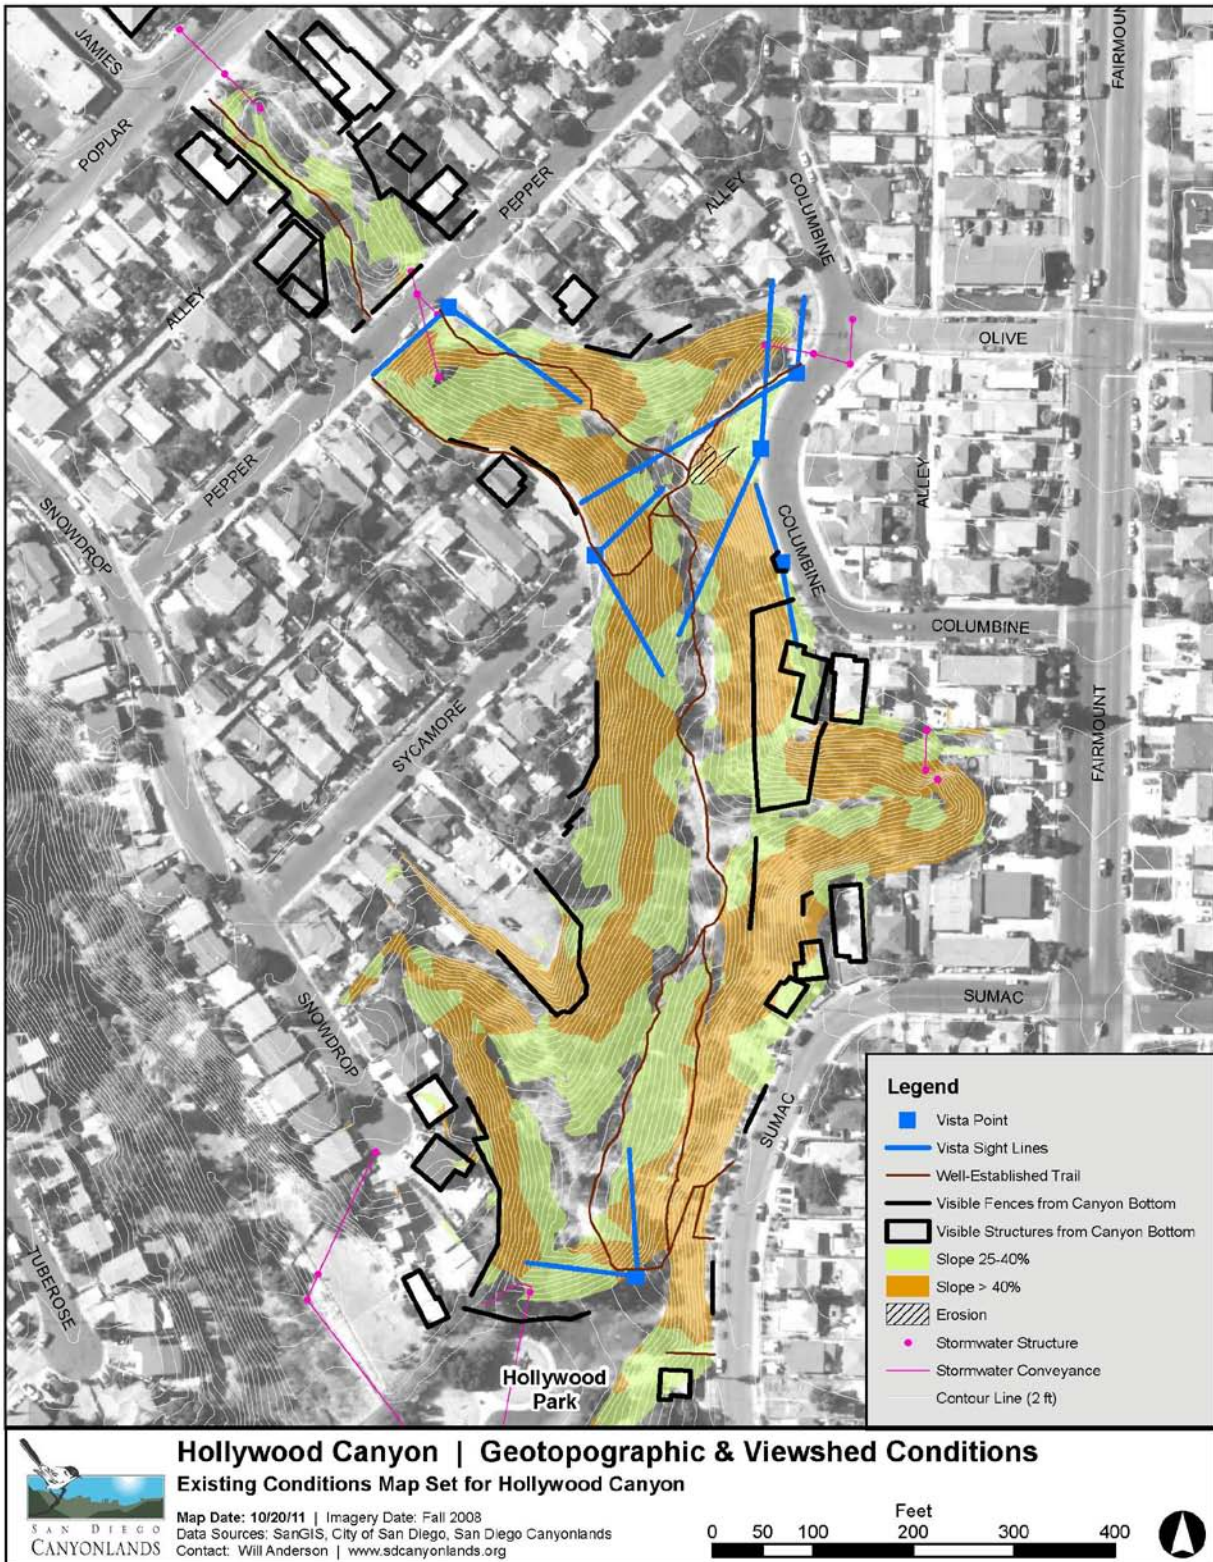 JAMIES
FAIRMOUNT
POPLAR
PEPPER
ALLEY
COLUMBINE
ALLEY
OLIVE
PEPPER
ALLEY
SNOWDROP
COLUMBINE
COLUMBINE
SYCAMORE
FAIRMOUNT
SNOWDROP
SUMAC
SUMAC
TUBEROSE
Hollywood
Park
Legend
Vista Point
Vista Sight Lines
Well-Established Trail
Visible Fences from Canyon Bottom
Visible Structures from Canyon Bottom
Slope 25-40%
Slope > 40%
Erosion
Stormwater Structure
Stormwater Conveyance
Contour Line (2 ft)
SAN DIEGO
CANYONLANDS
Hollywood Canyon | Geotopographic & Viewshed Conditions
Existing Conditions Map Set for Hollywood Canyon
Map Date: 10/20/11 | Imagery Date: Fall 2008
Data Sources: SanGIS, City of San Diego, San Diego Canyonlands
Contact: Will Anderson | www.sdcanyonlands.org
Feet
0 50 100 200 300 400